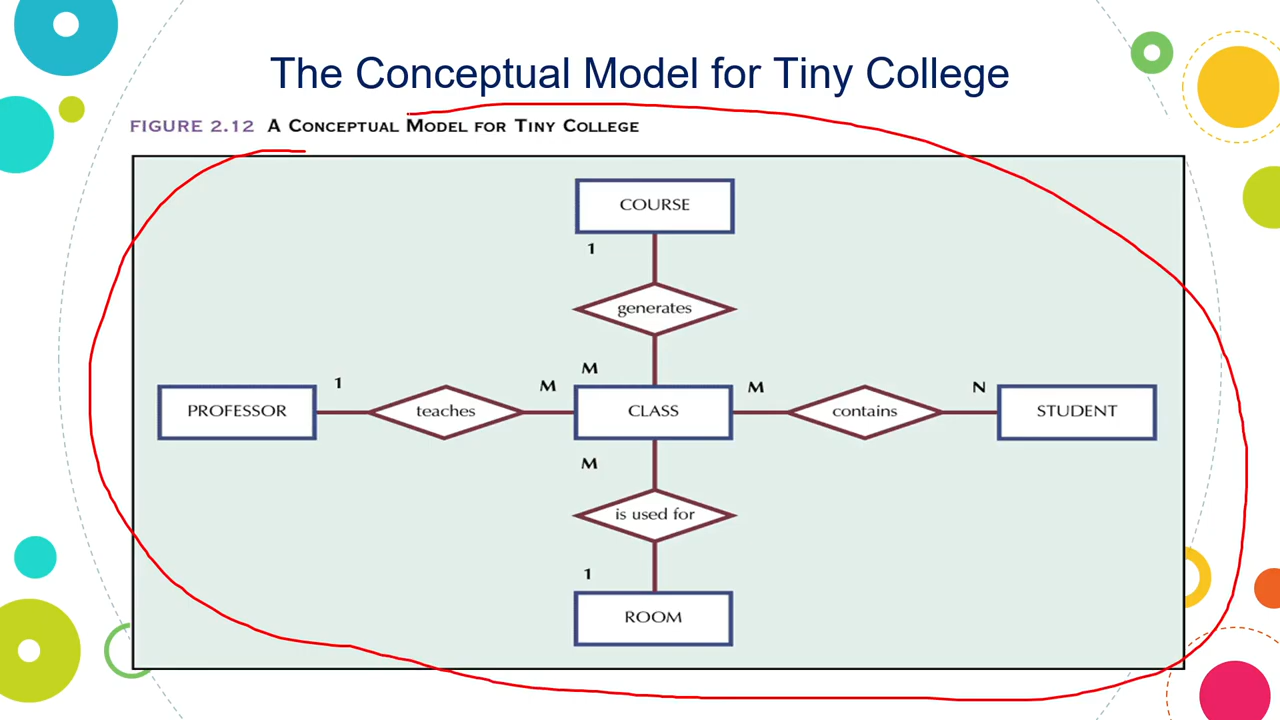 The Conceptual Model for Tiny College
FIGURE 2.12 A CONCEPTUAL MODEL FOR TINY COLLEGE
COURSE
1
generates
M
PROFESSOR 1 teaches M CLASS M contains N STUDENT
M
is used for
1
ROOM